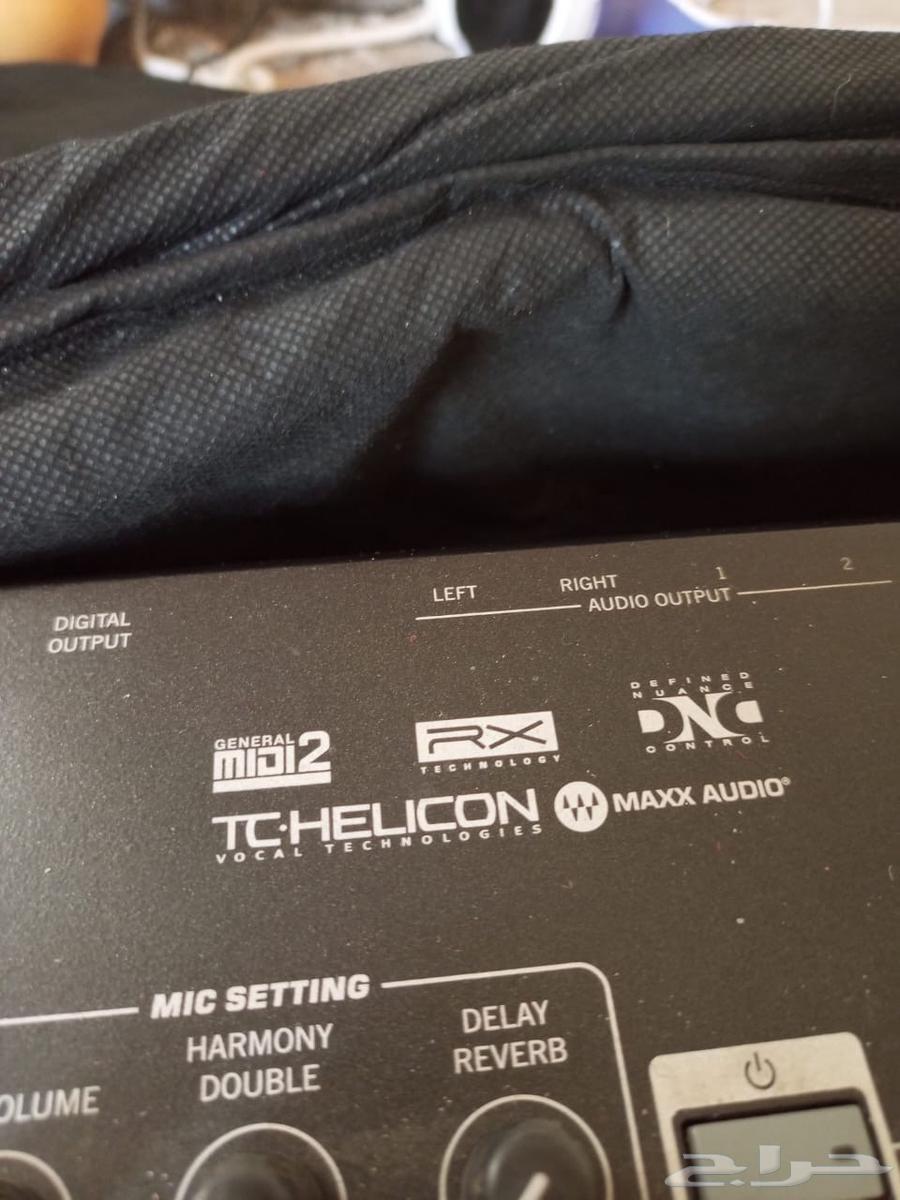 LEFT RIGHT 1 2
AUDIO OUTPUT
DIGITAL
OUTPUT
GENERAL
MIDI2
RX
TECHNOLOGY
DEFINED
NUANCE
DNC
CONTROL
TC·HELICON
VOCAL TECHNOLOGIES
MAXX AUDIO®
MIC SETTING
OLUME
HARMONY
DOUBLE
DELAY
REVERB
حراج